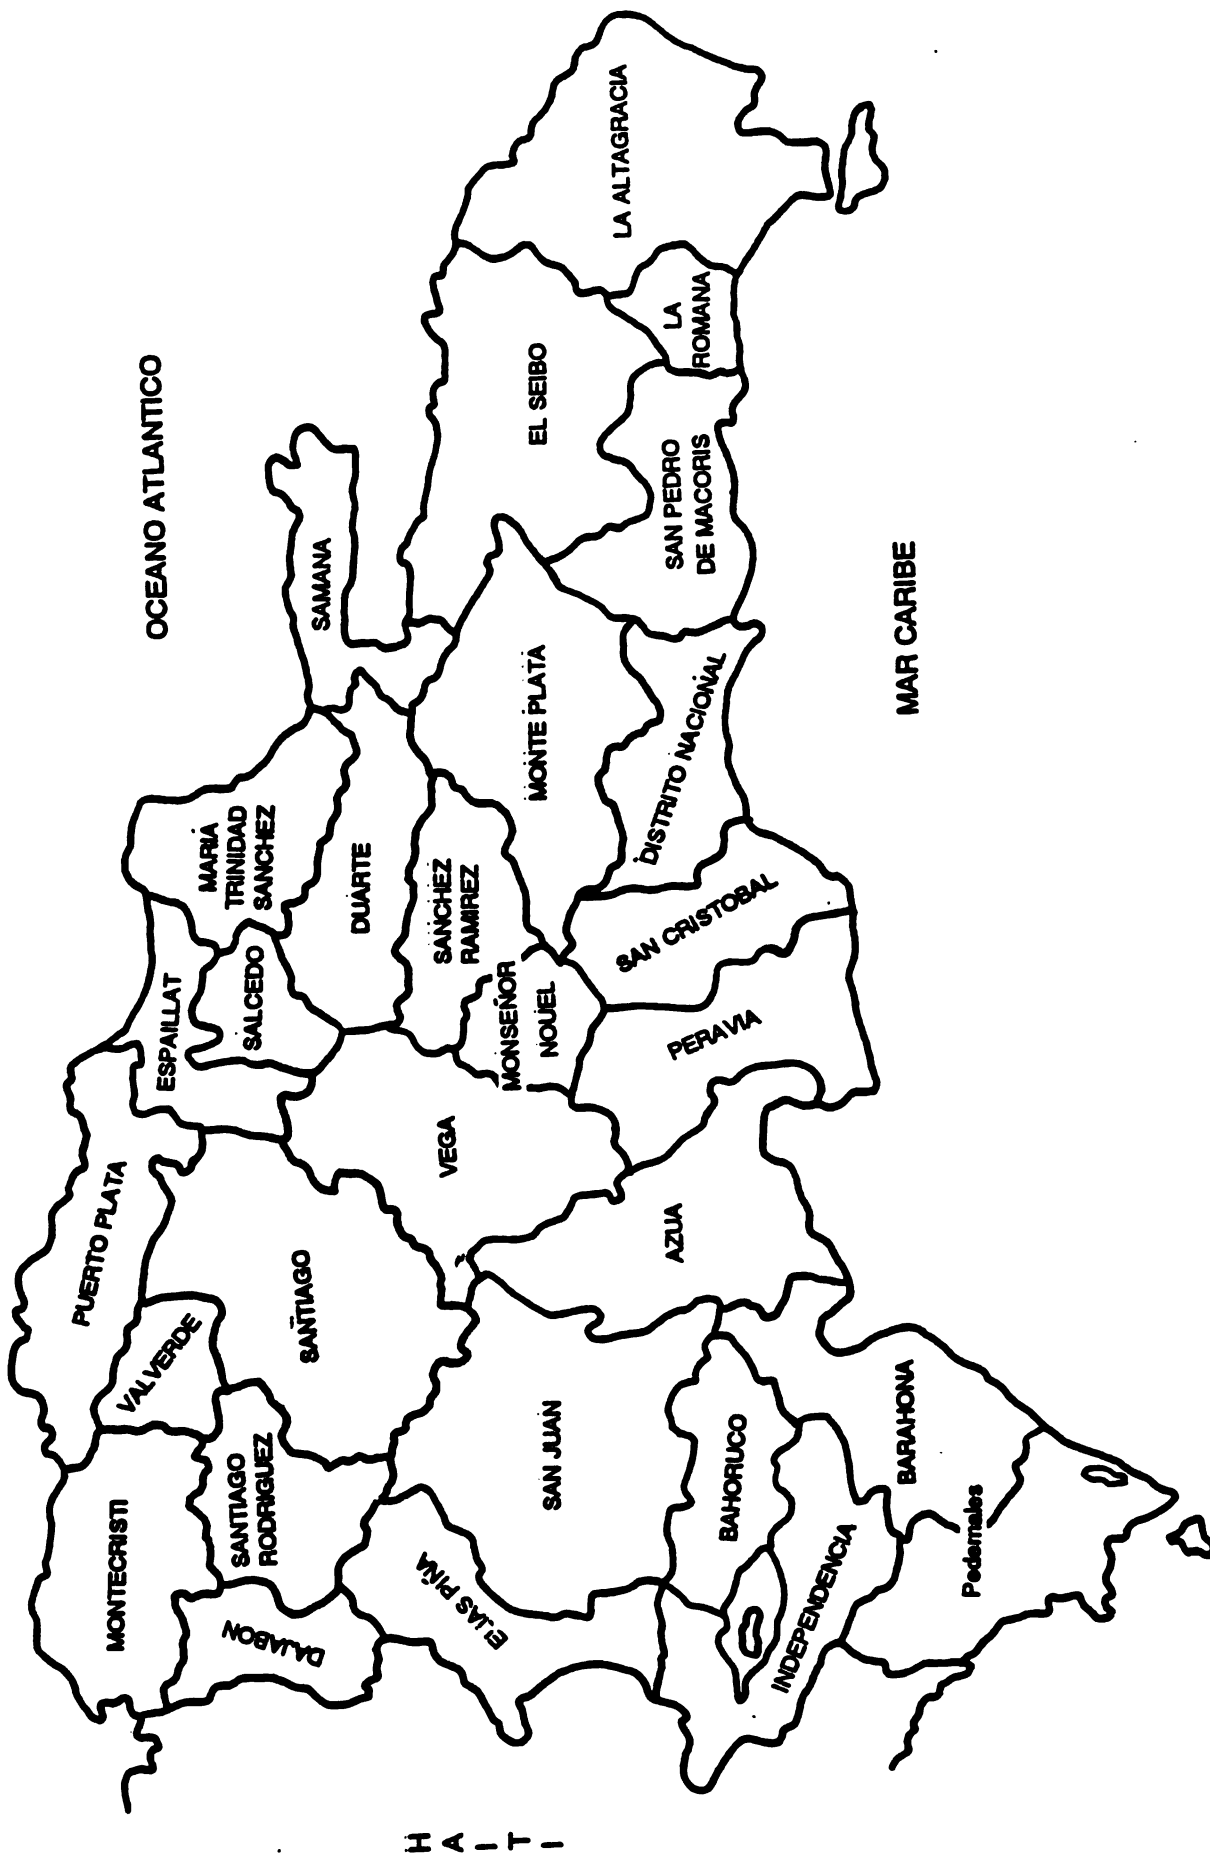 OCEANO ATLANTICO
PUERTO PLATA
MONTECRISTI
VALVERDE
ESPAILLAT
MARIA
TRINIDAD
SANCHEZ
SALCEDO
SANTIAGO
RODRIGUEZ
DAJABON
SANTIAGO
SAMANA
DUARTE
VEGA
SANCHEZ
RAMIREZ
MONSEÑOR
NOUEL
HAITI
ELIAS PIÑA
SAN JUAN
MONTE PLATA
EL SEIBO
LA ALTAGRACIA
LA
ROMANA
SAN PEDRO
DE MACORIS
DISTRITO NACIONAL
SAN CRISTOBAL
PERAVIA
AZUA
BAHORUCO
INDEPENDENCIA
BARAHONA
Pedernales
MAR CARIBE